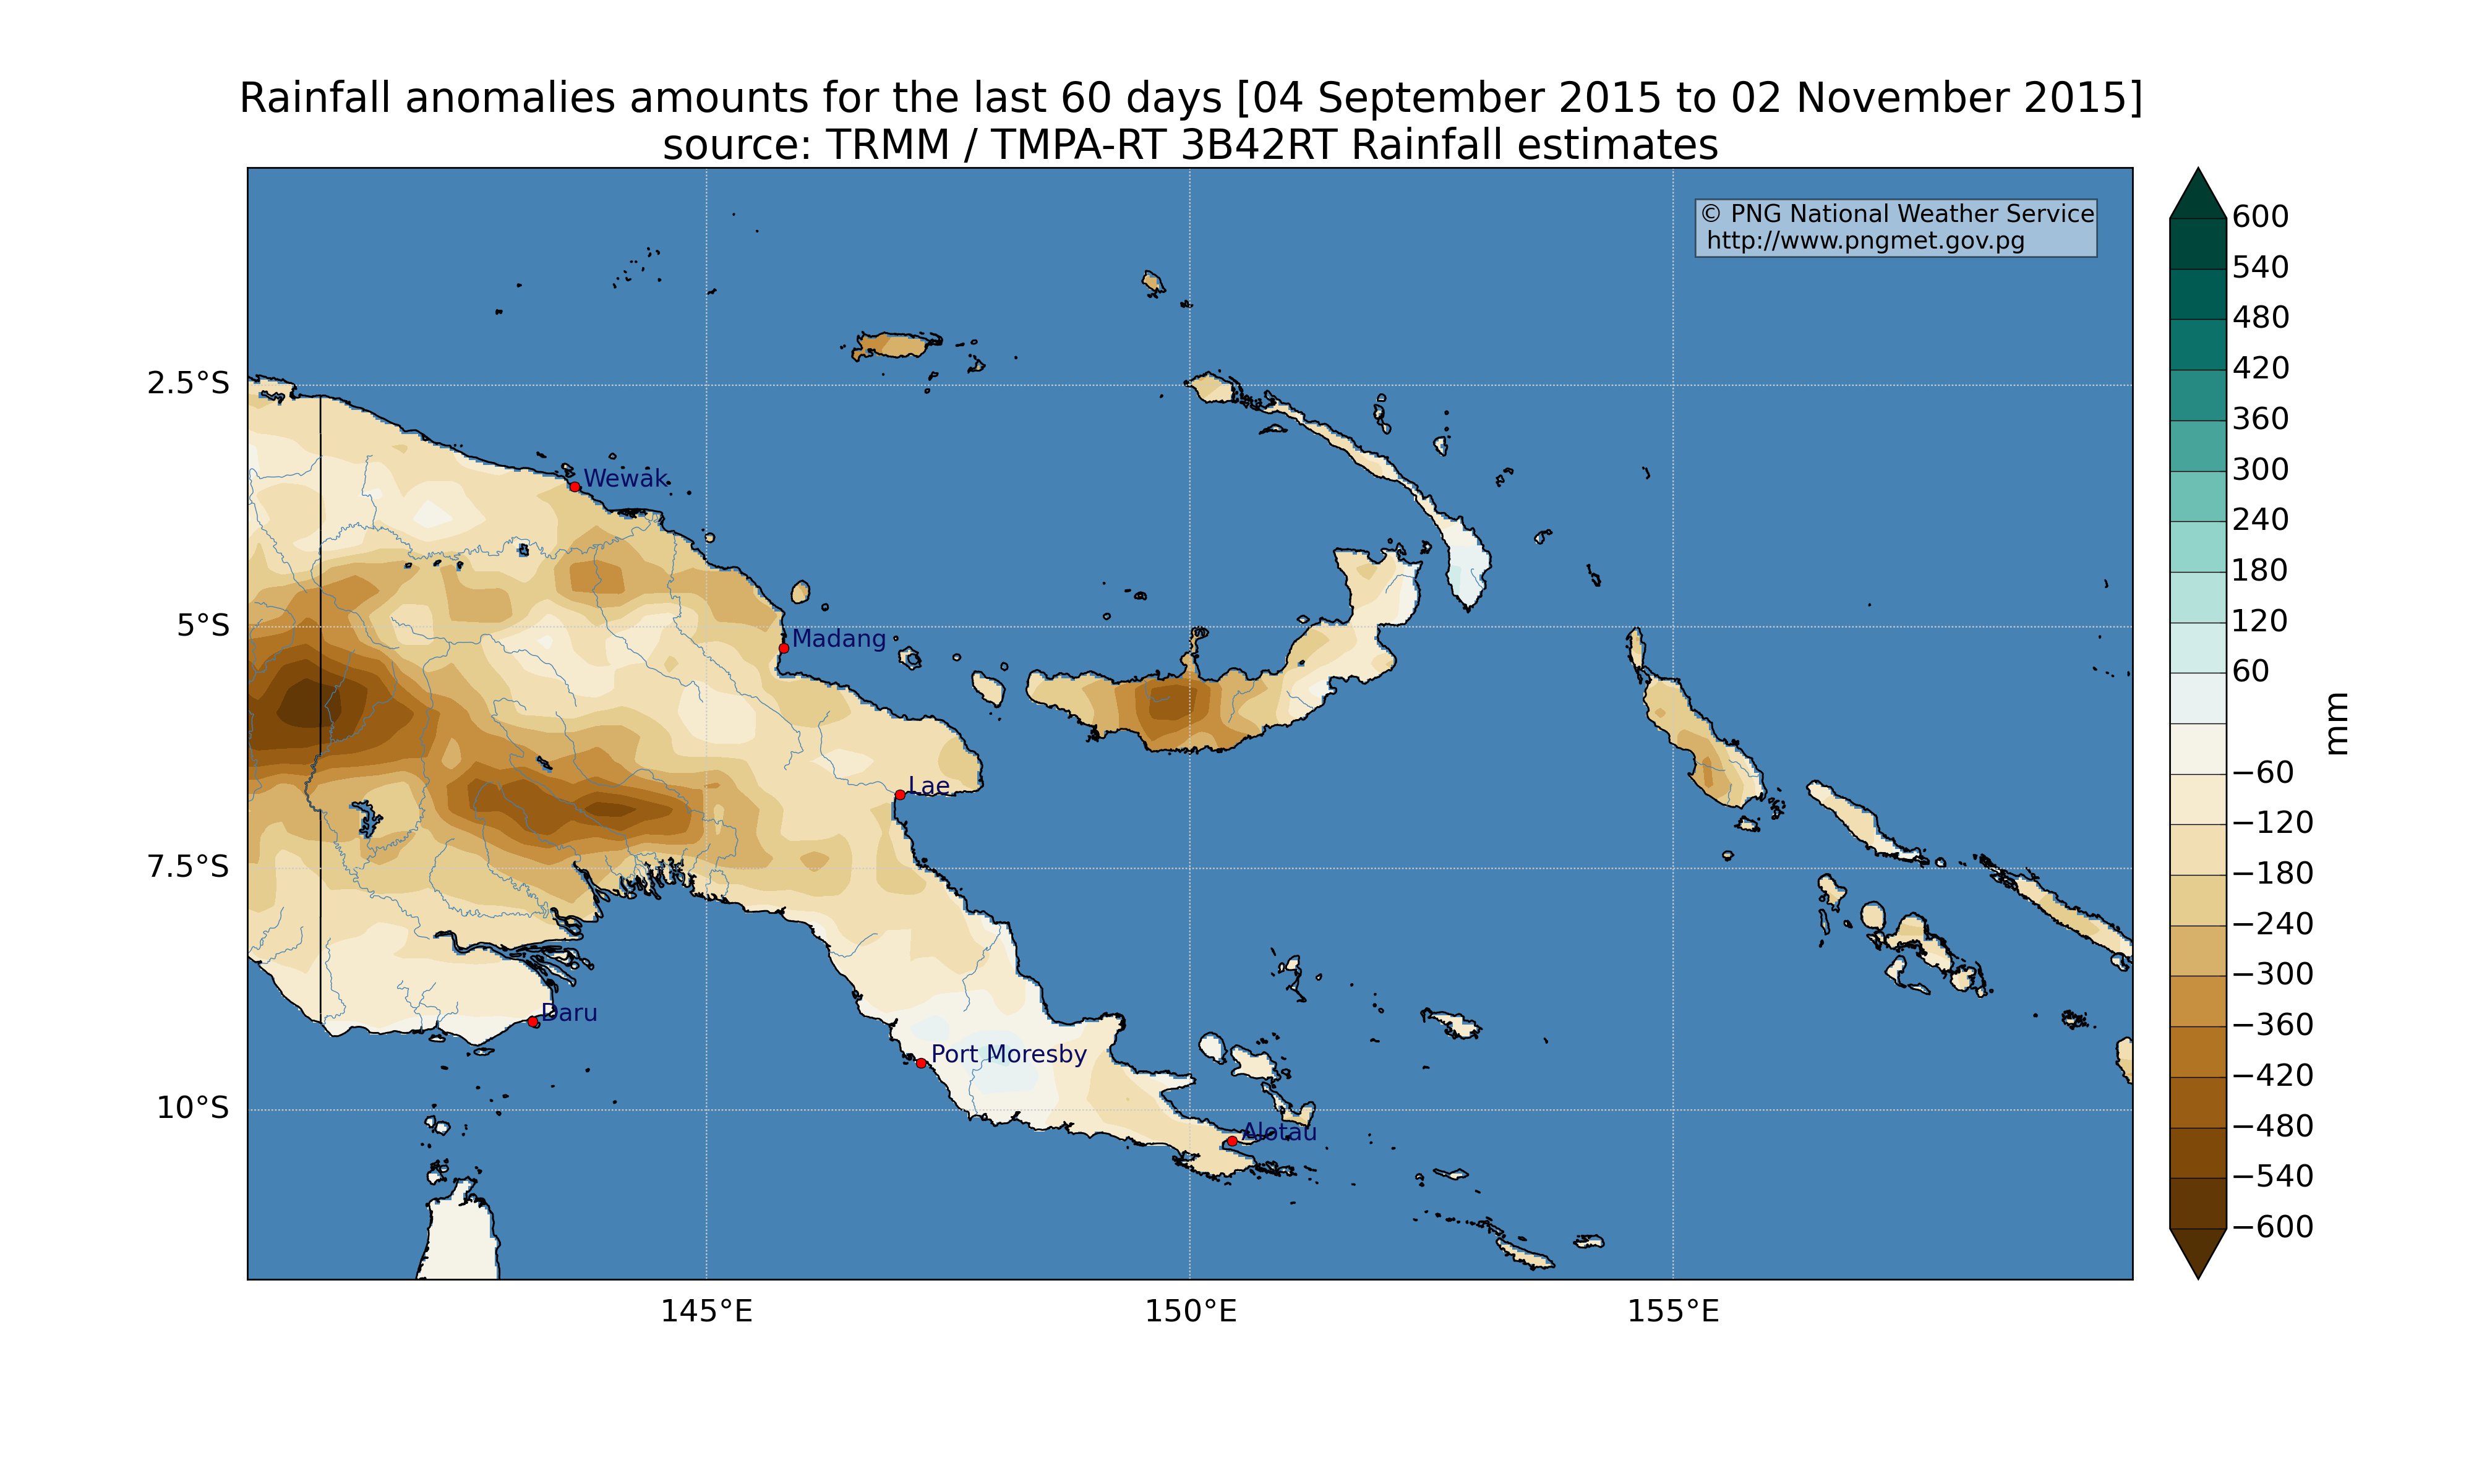 Rainfall anomalies amounts for the last 60 days [04 September 2015 to 02 November 2015]
source: TRMM / TMPA-RT 3B42RT Rainfall estimates
© PNG National Weather Service
http://www.pngmet.gov.pg
2.5°S
5°S
7.5°S
10°S
Wewak
Madang
Lae
Daru
Port Moresby
Alotau
145°E
150°E
155°E
600
540
480
420
360
300
240
180
120
60
−60
−120
−180
−240
−300
−360
−420
−480
−540
−600
mm